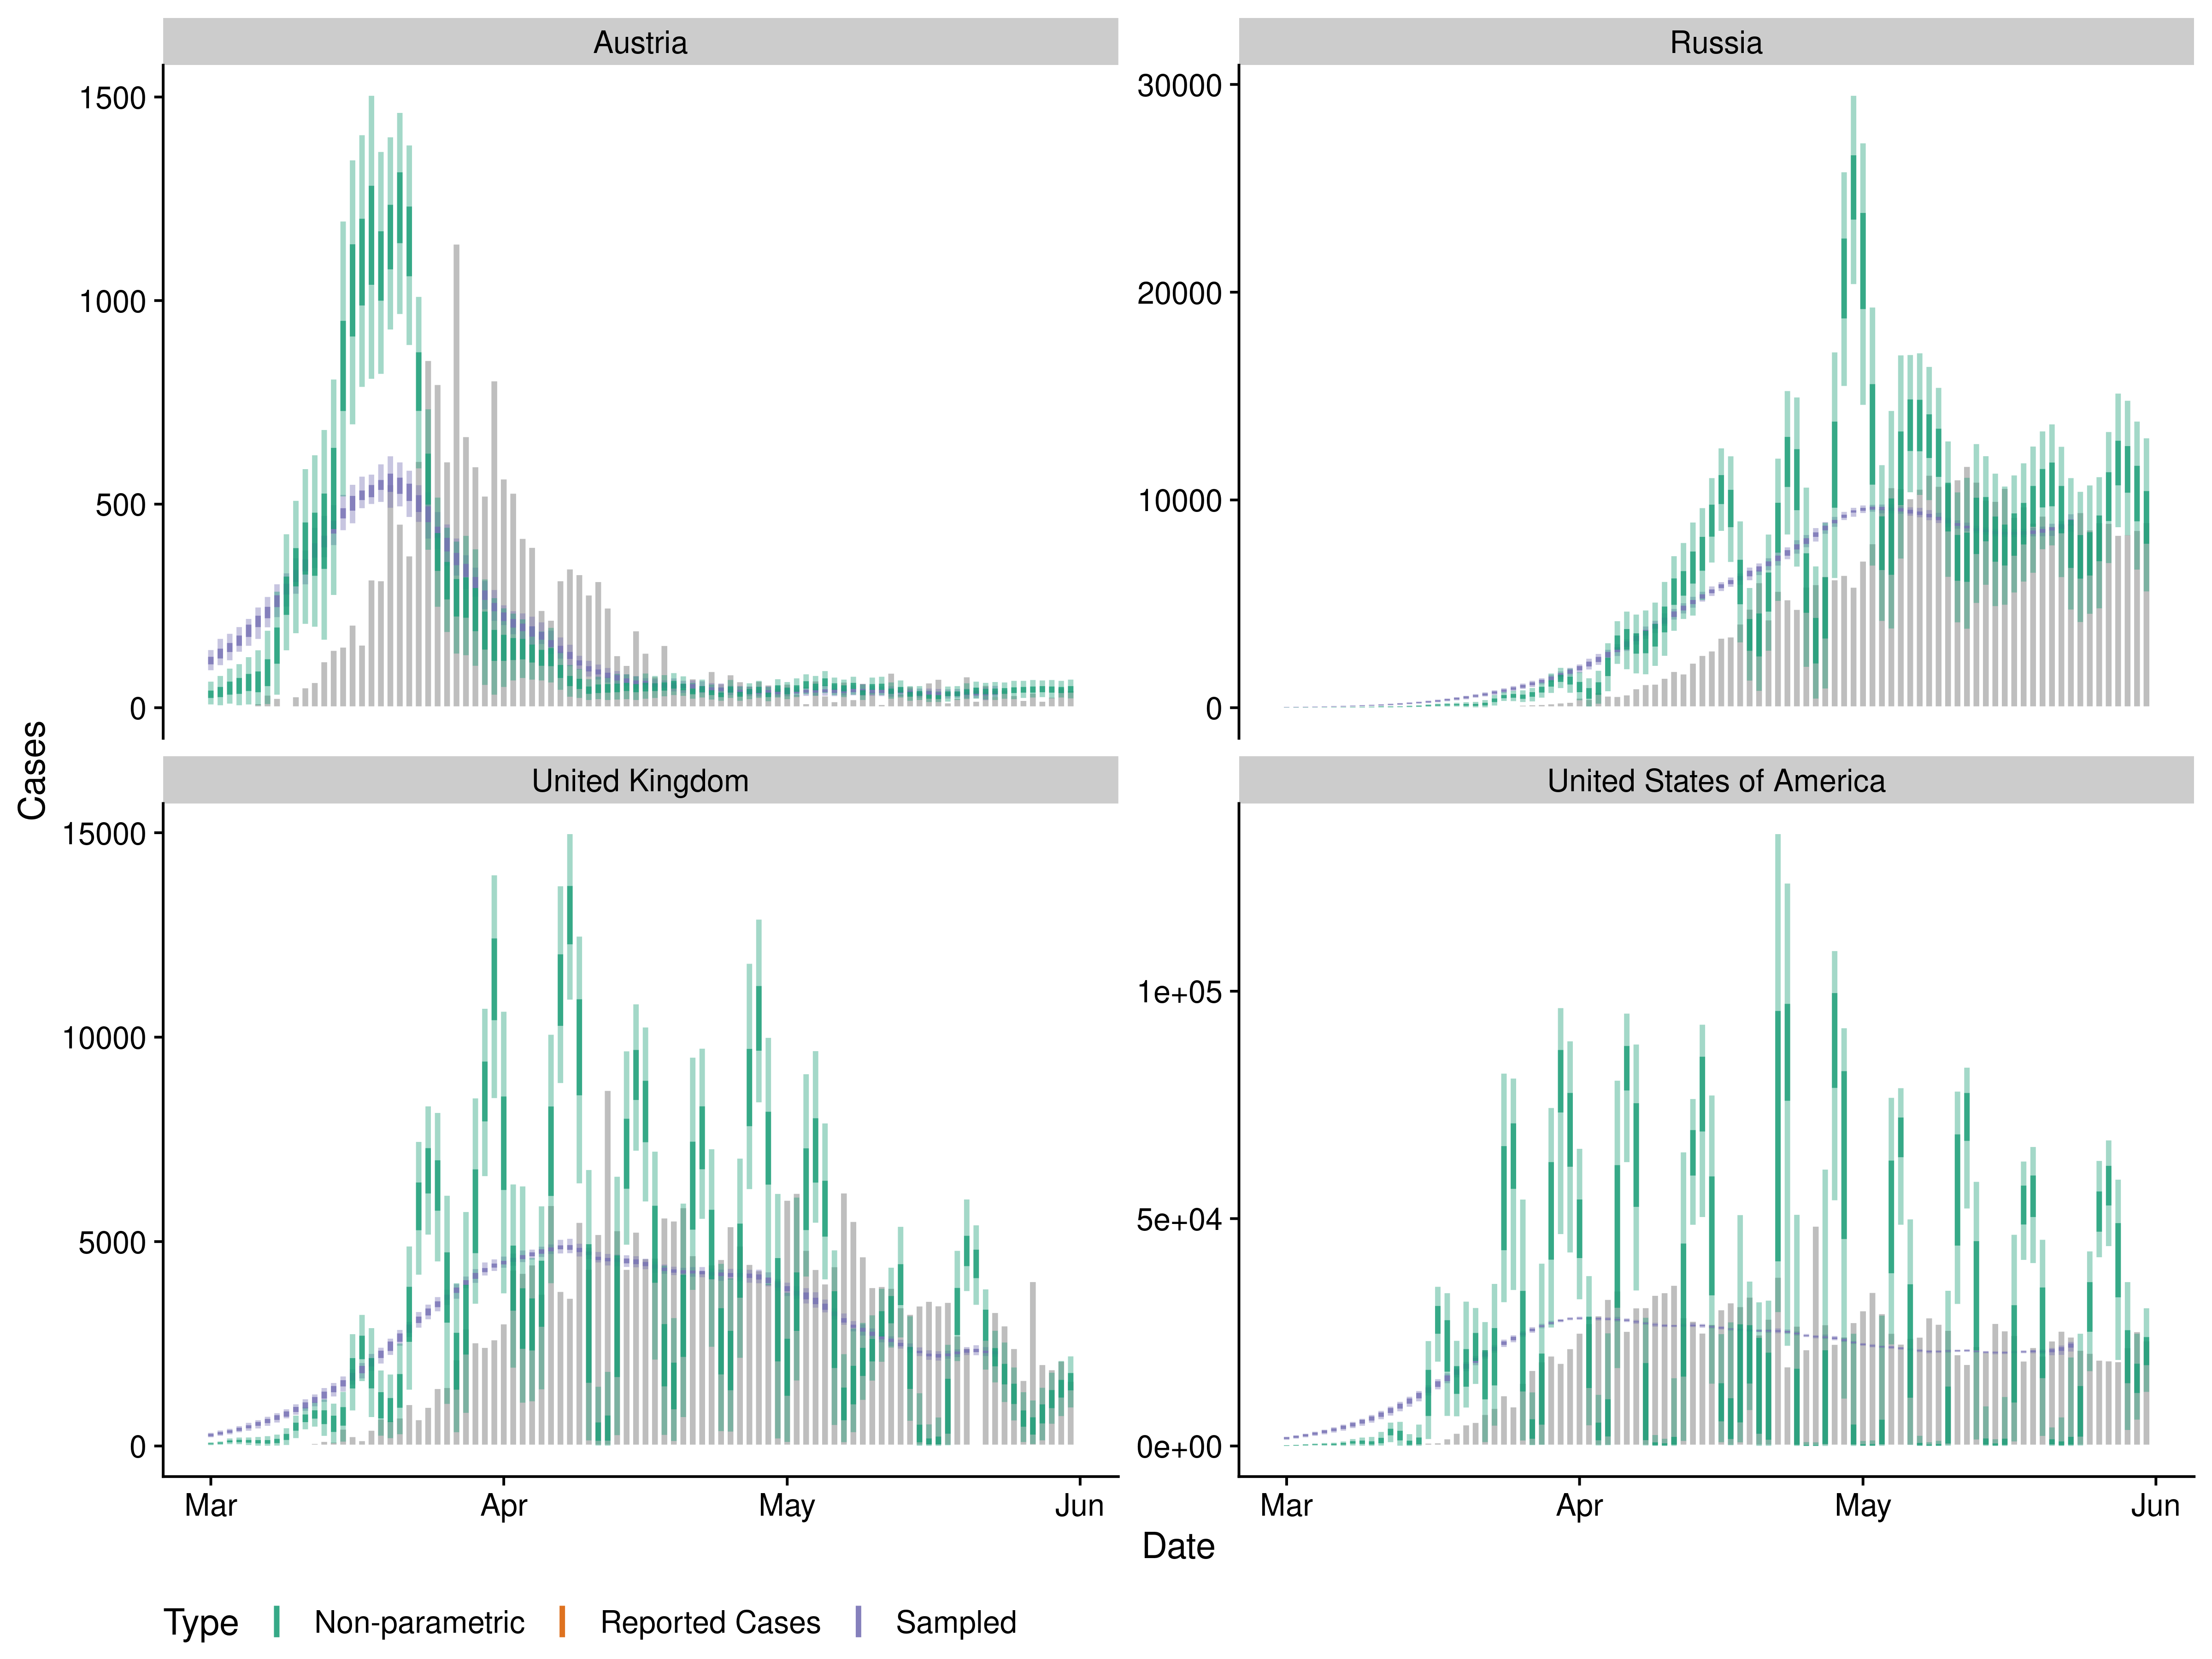 Austria
Russia
1500
1000
500
0
30000
20000
10000
0
Cases
United Kingdom
United States of America
15000
10000
5000
0
1e+05
5e+04
0e+00
Mar Apr May Jun
Mar Apr May Jun
Date
Type Non-parametric Reported Cases Sampled